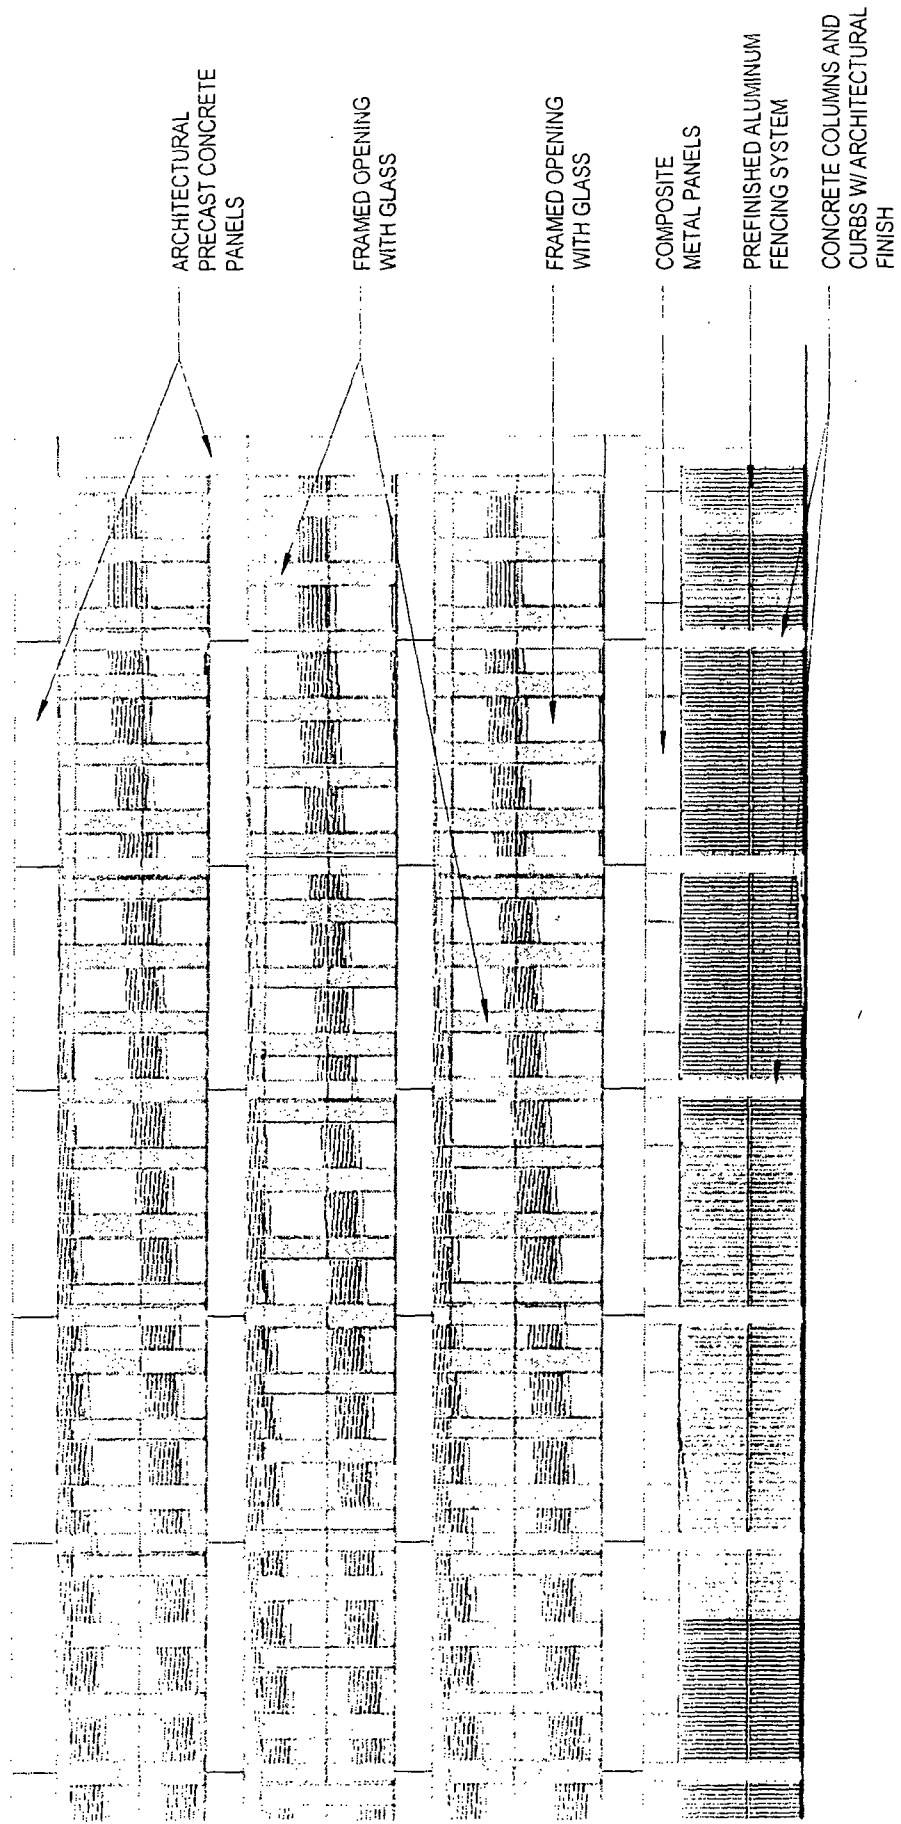 ARCHITECTURAL
PRECAST CONCRETE
PANELS
FRAMED OPENING
WITH GLASS
FRAMED OPENING
WITH GLASS
COMPOSITE
METAL PANELS
PREFINISHED ALUMINUM
FENCING SYSTEM
CONCRETE COLUMNS AND
CURBS W/ ARCHITECTURAL
FINISH